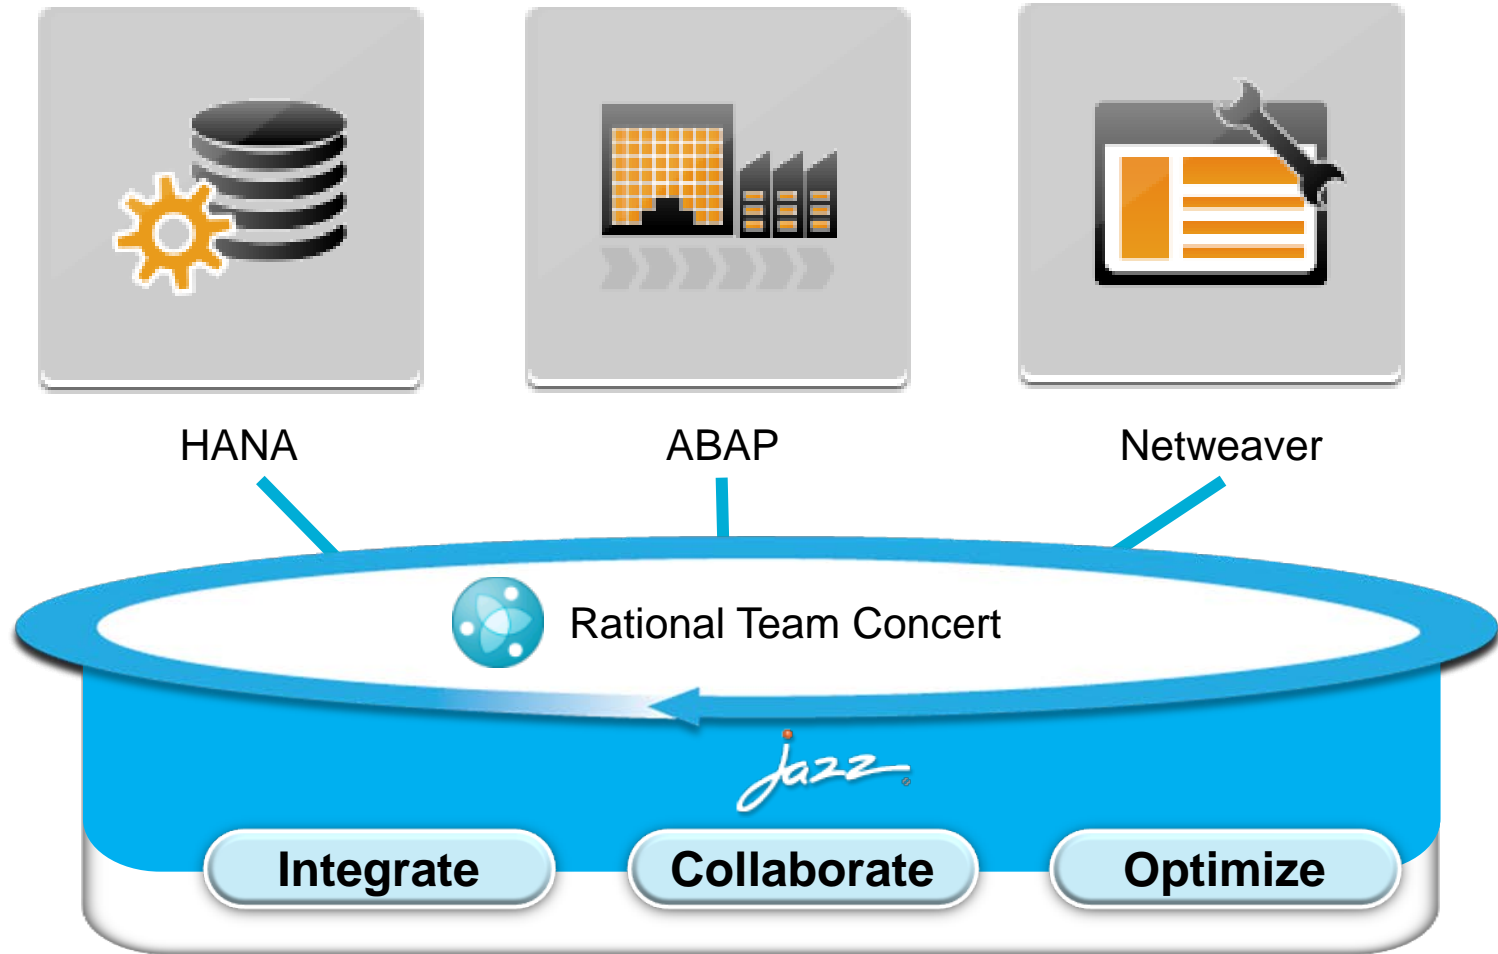 HANA
ABAP
Netweaver
Rational Team Concert
jazz
Integrate
Collaborate
Optimize